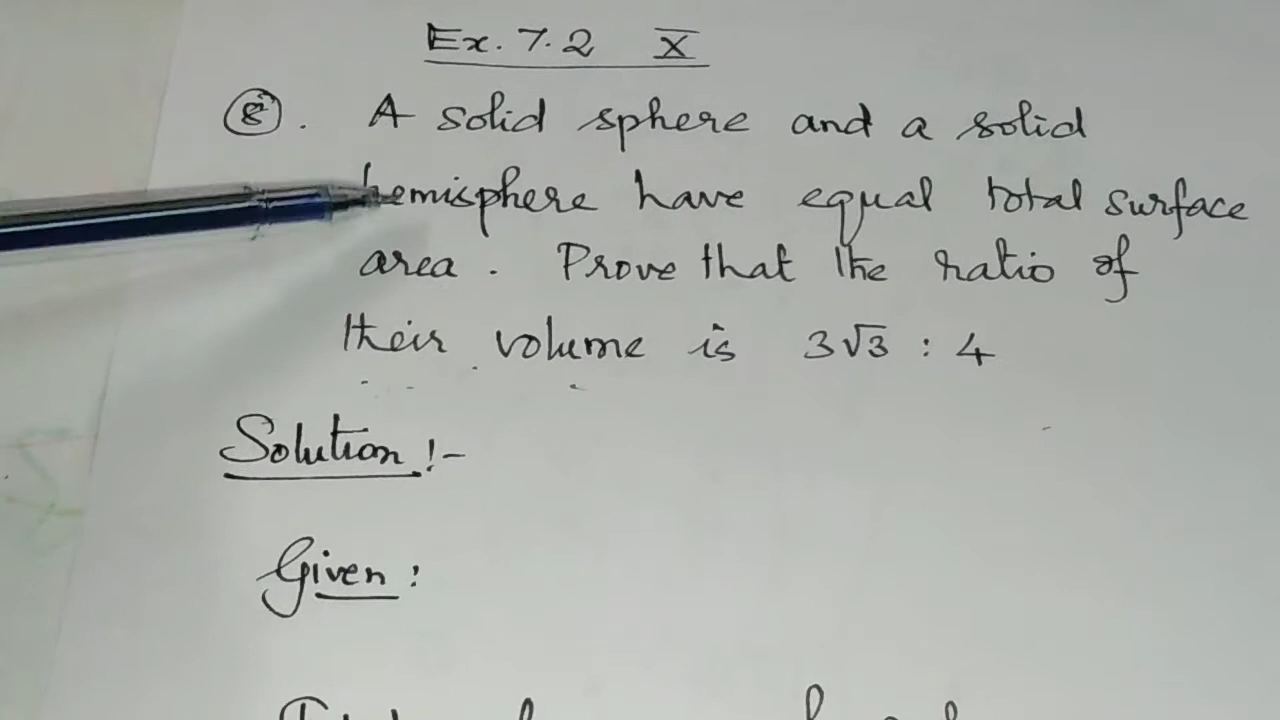 Ex. 7.2 X
8. A solid sphere and a solid
hemisphere have equal total surface
area. Prove that the ratio of
their volume is 3√3 : 4
Solution :-
Given :